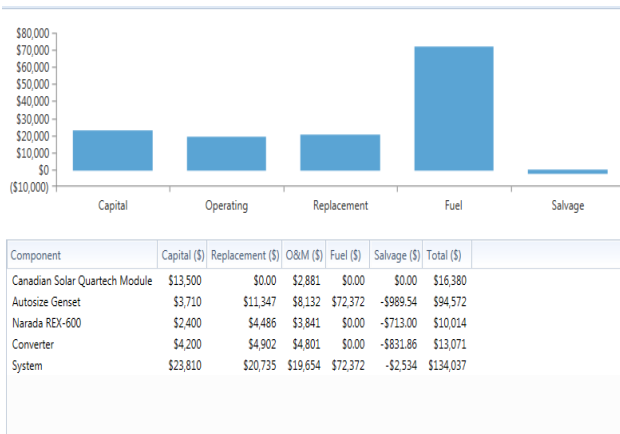 $80,000
$70,000
$60,000
$50,000
$40,000
$30,000
$20,000
$10,000
$0
($10,000)
Capital Operating Replacement Fuel Salvage
Component Capital ($) Replacement ($) O&M ($) Fuel ($) Salvage ($) Total ($)
Canadian Solar Quartech Module $13,500 $0.00 $2,881 $0.00 $0.00 $16,380
Autosize Genset $3,710 $11,347 $8,132 $72,372 -$989.54 $94,572
Narada REX-600 $2,400 $4,486 $3,841 $0.00 -$713.00 $10,014
Converter $4,200 $4,902 $4,801 $0.00 -$831.86 $13,071
System $23,810 $20,735 $19,654 $72,372 -$2,534 $134,037